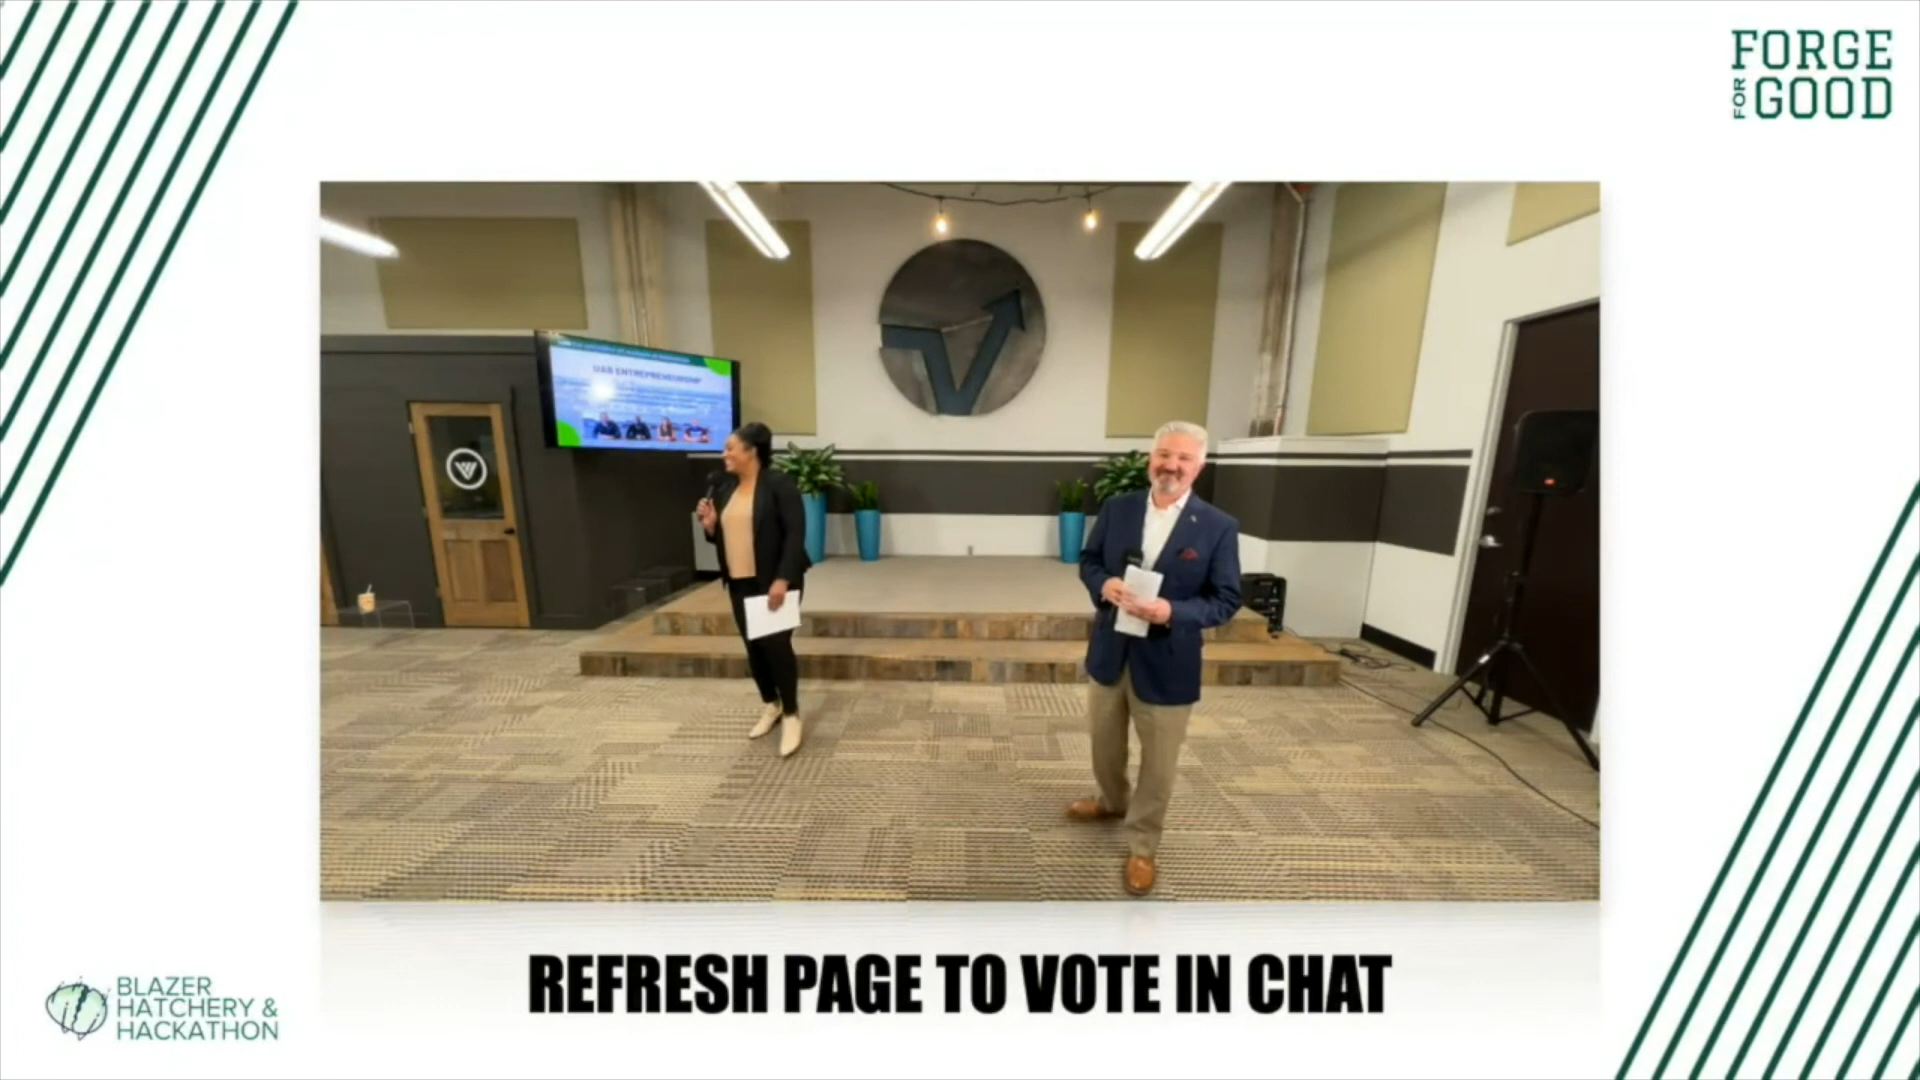 FORGE
FOR GOOD
UAB ENTREPRENEURSHIP
REFRESH PAGE TO VOTE IN CHAT
BLAZER
HATCHERY &
HACKATHON